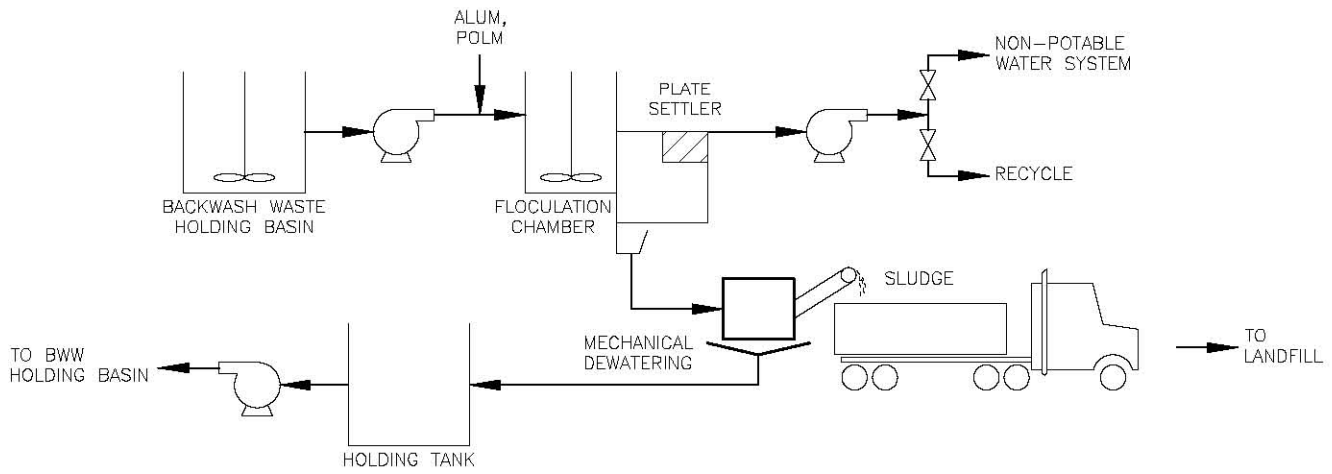 ALUM,
POLM
NON-POTABLE
WATER SYSTEM
PLATE
SETTLER
RECYCLE
BACKWASH WASTE
HOLDING BASIN
FLOCULATION
CHAMBER
SLUDGE
MECHANICAL
DEWATERING
TO
LANDFILL
TO BWW
HOLDING BASIN
HOLDING TANK